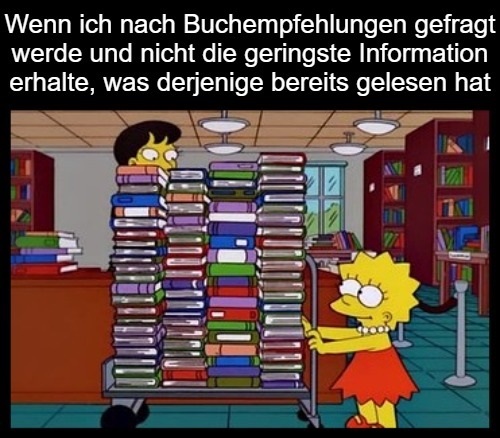 Wenn ich nach Buchempfehlungen gefragt
werde und nicht die geringste Information
erhalte, was derjenige bereits gelesen hat